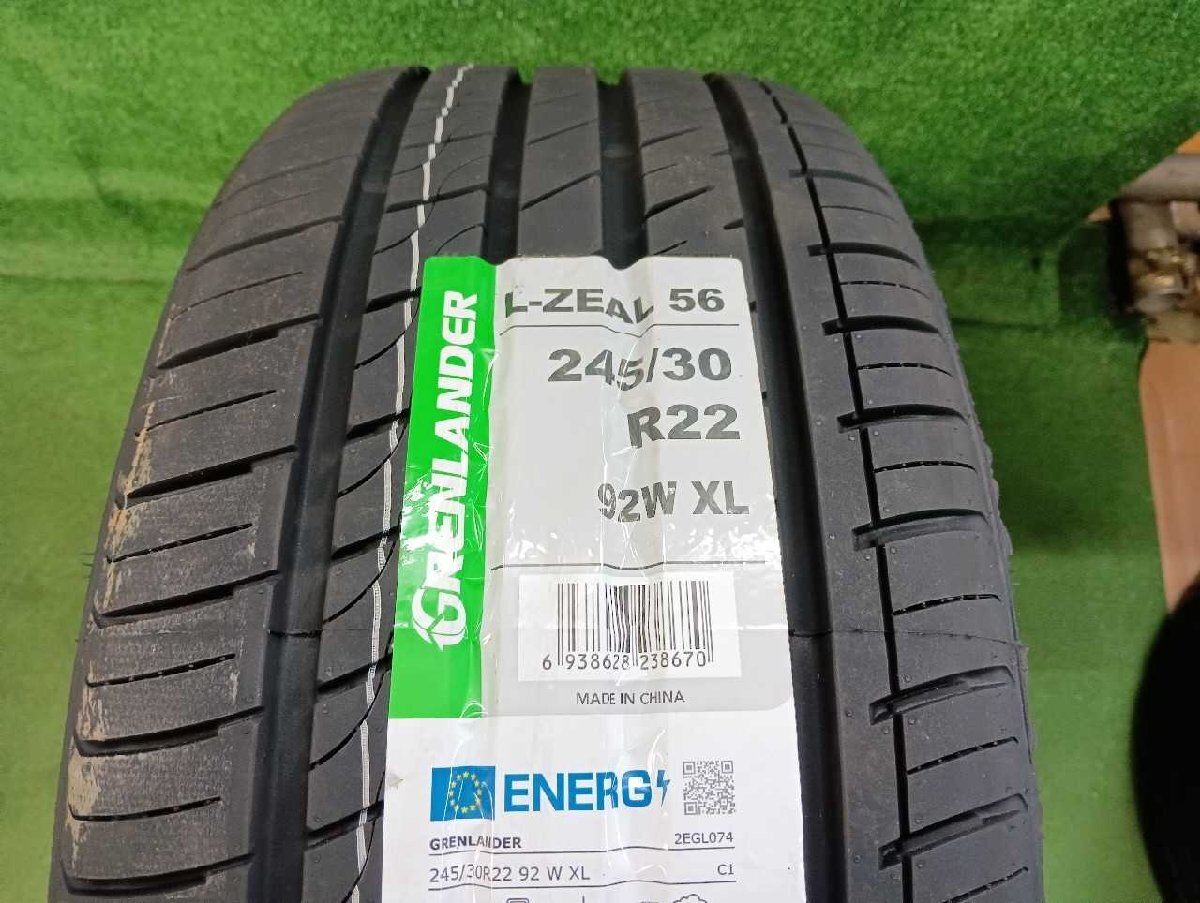 GRENLANDER
L-ZEAL 56
245/30
R22
92W XL
6 938628 238670
MADE IN CHINA
ENERG
GRENLANDER 2EGL074
245/30R22 92 W XL C1